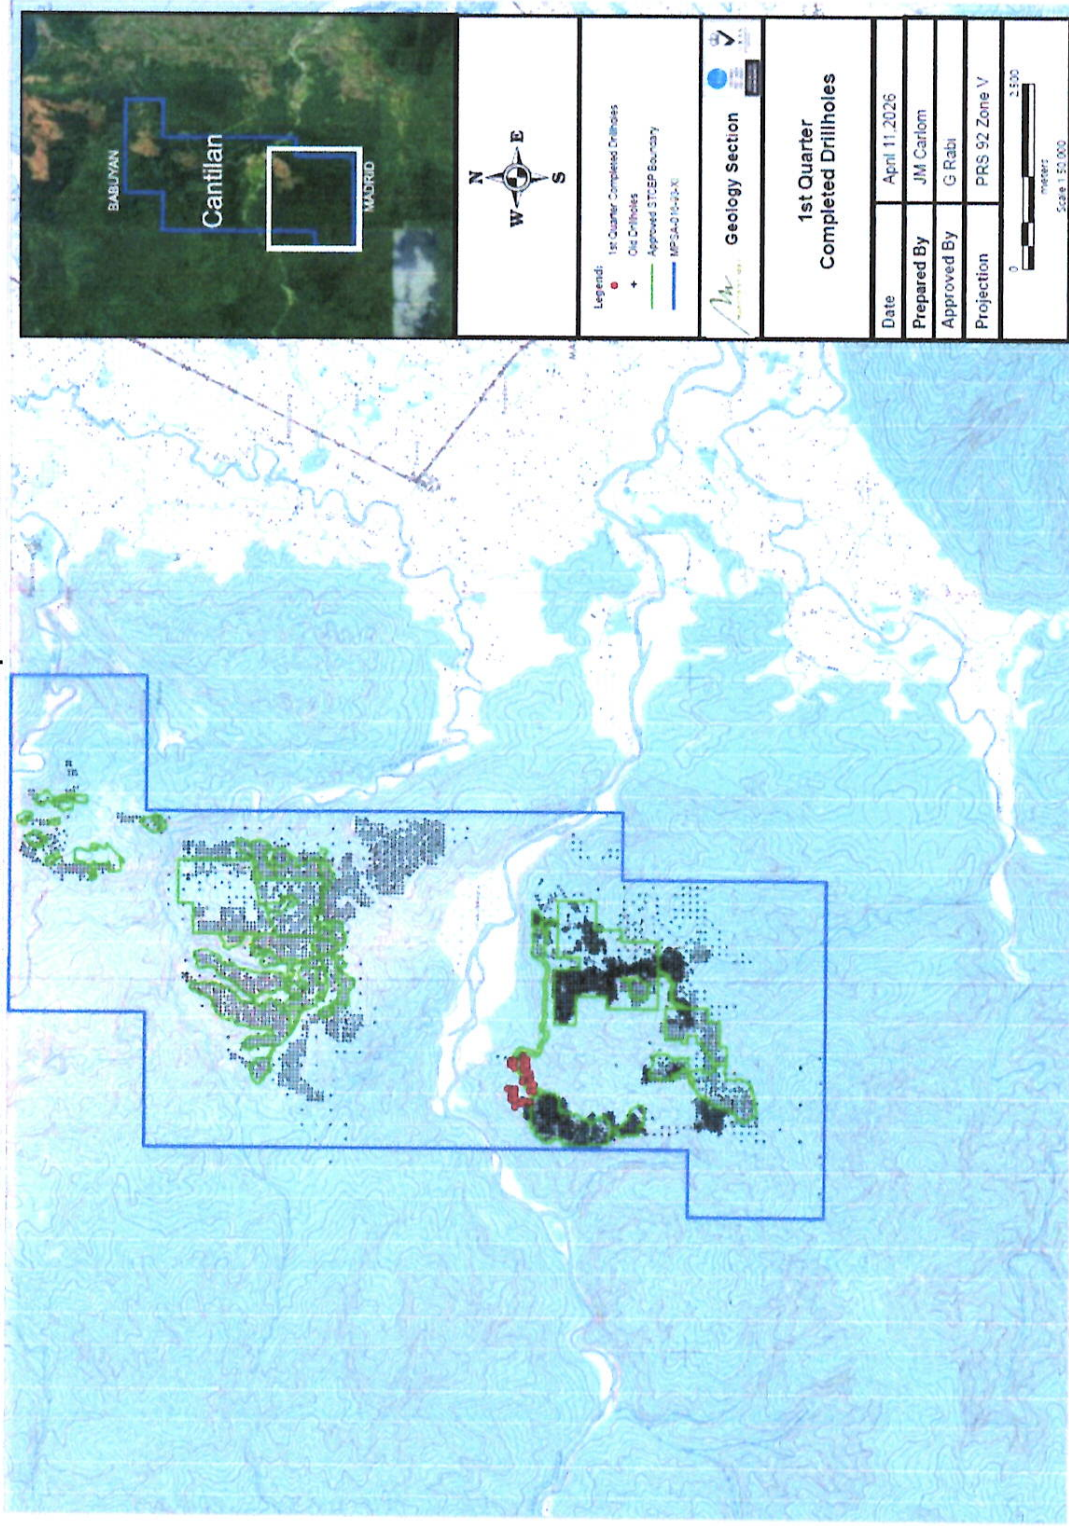 BABUYAN
Cantilan
MADRID
N
W E
S
Legend:
1st Quarter Completed Drillholes
Old Drillholes
Approved STCEP Boundary
Geology Section
1st Quarter
Completed Drillholes
Date April 11,2026
Prepared By JM Carlom
Approved By G Rabi
Projection PRS 92 Zone V
0 2,500
meters
Scale 1:50,000